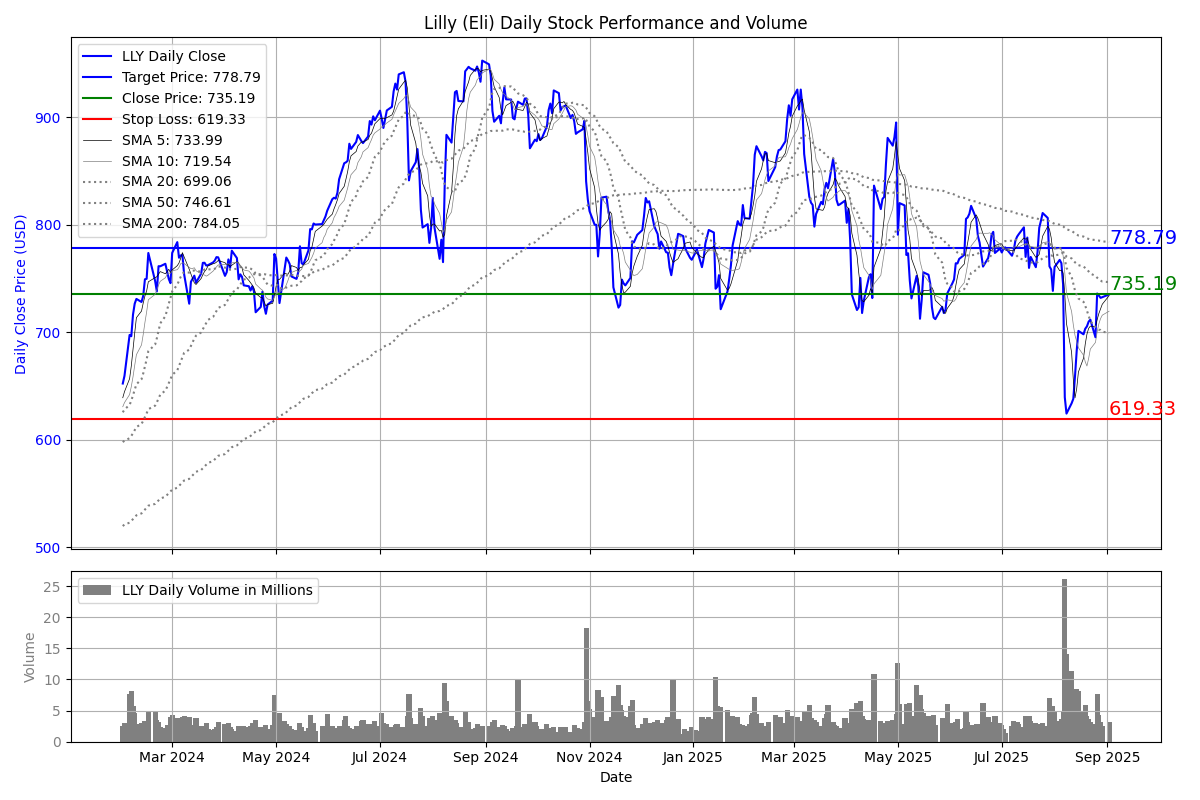 Lilly (Eli) Daily Stock Performance and Volume
LLY Daily Close
Target Price: 778.79
Close Price: 735.19
Stop Loss: 619.33
SMA 5: 733.99
SMA 10: 719.54
SMA 20: 699.06
SMA 50: 746.61
SMA 200: 784.05
Daily Close Price (USD)
900
800
700
600
500
778.79
735.19
619.33
LLY Daily Volume in Millions
Volume
25
20
15
10
5
0
Mar 2024 May 2024 Jul 2024 Sep 2024 Nov 2024 Jan 2025 Mar 2025 May 2025 Jul 2025 Sep 2025
Date